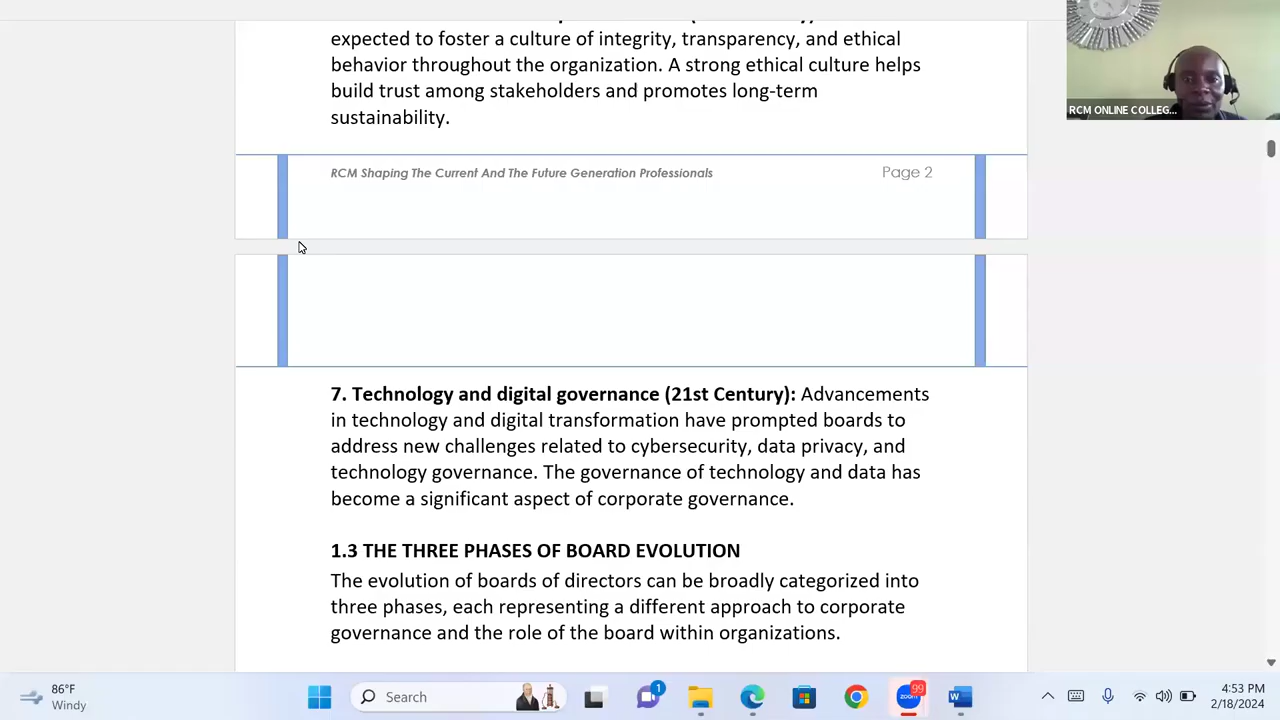 expected to foster a culture of integrity, transparency, and ethical
behavior throughout the organization. A strong ethical culture helps
build trust among stakeholders and promotes long-term
sustainability.
RCM ONLINE COLLEG...
RCM Shaping The Current And The Future Generation Professionals
Page 2
7. Technology and digital governance (21st Century): Advancements
in technology and digital transformation have prompted boards to
address new challenges related to cybersecurity, data privacy, and
technology governance. The governance of technology and data has
become a significant aspect of corporate governance.
1.3 THE THREE PHASES OF BOARD EVOLUTION
The evolution of boards of directors can be broadly categorized into
three phases, each representing a different approach to corporate
governance and the role of the board within organizations.
86°F
Windy
Search
1
zoom
99
W
4:53 PM
2/18/2024